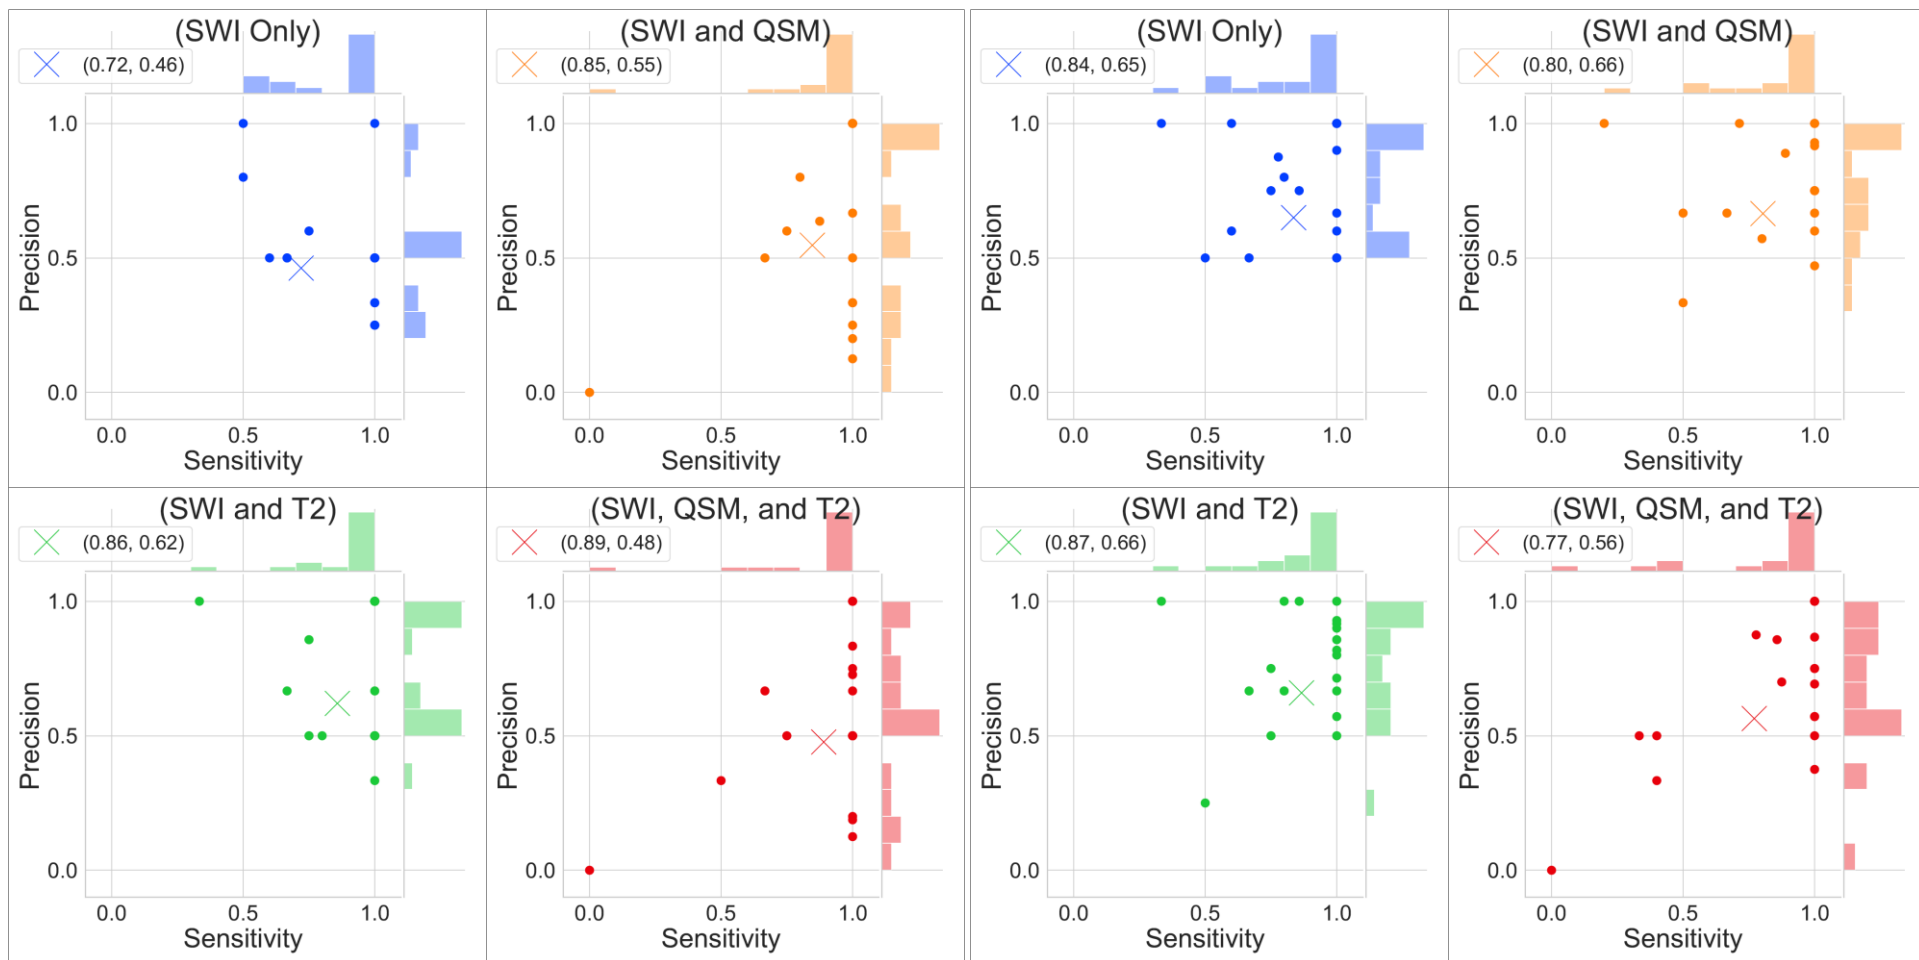 (SWI Only)
(0.72, 0.46)
Precision
1.0
0.5
0.0
0.0 0.5 1.0
Sensitivity
(SWI and QSM)
(0.85, 0.55)
Precision
1.0
0.5
0.0
0.0 0.5 1.0
Sensitivity
(SWI Only)
(0.84, 0.65)
Precision
1.0
0.5
0.0
0.0 0.5 1.0
Sensitivity
(SWI and QSM)
(0.80, 0.66)
Precision
1.0
0.5
0.0
0.0 0.5 1.0
Sensitivity
(SWI and T2)
(0.86, 0.62)
Precision
1.0
0.5
0.0
0.0 0.5 1.0
Sensitivity
(SWI, QSM, and T2)
(0.89, 0.48)
Precision
1.0
0.5
0.0
0.0 0.5 1.0
Sensitivity
(SWI and T2)
(0.87, 0.66)
Precision
1.0
0.5
0.0
0.0 0.5 1.0
Sensitivity
(SWI, QSM, and T2)
(0.77, 0.56)
Precision
1.0
0.5
0.0
0.0 0.5 1.0
Sensitivity